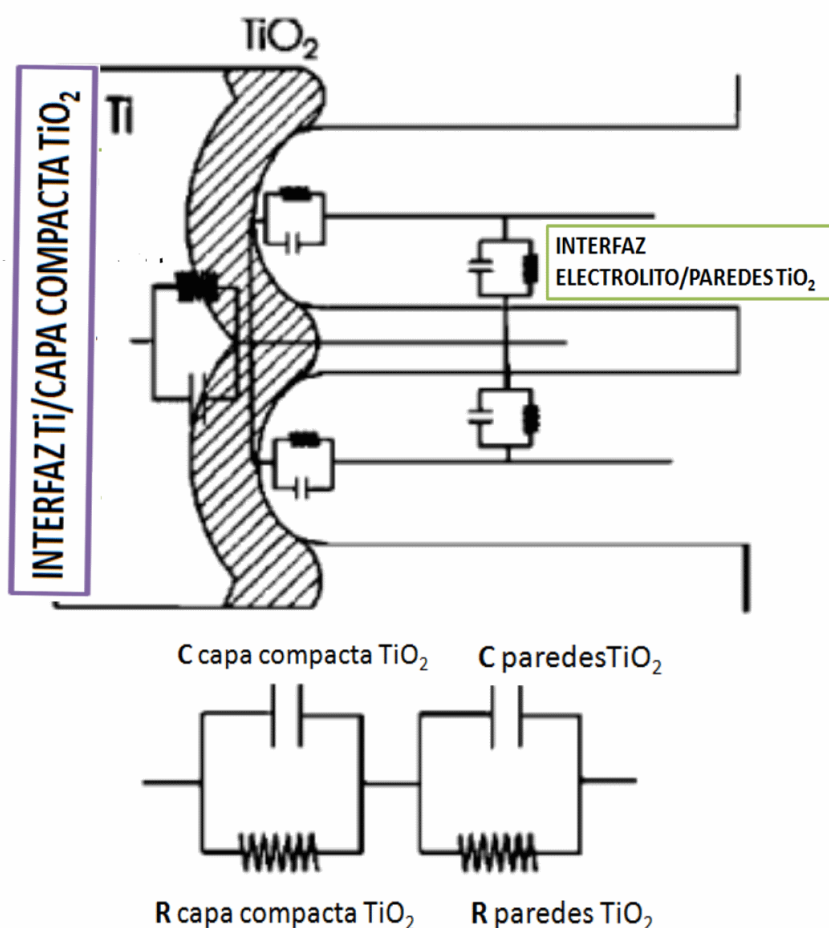 TiO₂
Ti
INTERFAZ Ti/CAPA COMPACTA TiO₂
INTERFAZ
ELECTROLITO/PAREDES TiO₂
C capa compacta TiO₂
C paredesTiO₂
R capa compacta TiO₂
R paredes TiO₂